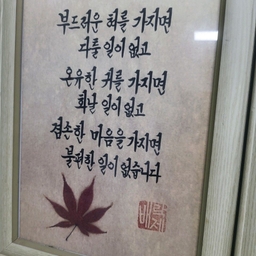 부드러운 혀를 가지면
다툴 일이 없고
온유한 귀를 가지면
화날 일이 없고
겸손한 마음을 가지면
불편한 일이 없습니다